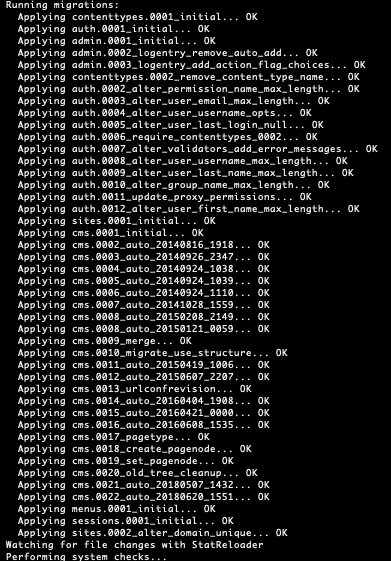 Running migrations:
Applying contenttypes.0001_initial... OK
Applying auth.0001_initial... OK
Applying admin.0001_initial... OK
Applying admin.0002_logentry_remove_auto_add... OK
Applying admin.0003_logentry_add_action_flag_choices... OK
Applying contenttypes.0002_remove_content_type_name... OK
Applying auth.0002_alter_permission_name_max_length... OK
Applying auth.0003_alter_user_email_max_length... OK
Applying auth.0004_alter_user_username_opts... OK
Applying auth.0005_alter_user_last_login_null... OK
Applying auth.0006_require_contenttypes_0002... OK
Applying auth.0007_alter_validators_add_error_messages... OK
Applying auth.0008_alter_user_username_max_length... OK
Applying auth.0009_alter_user_last_name_max_length... OK
Applying auth.0010_alter_group_name_max_length... OK
Applying auth.0011_update_proxy_permissions... OK
Applying auth.0012_alter_user_first_name_max_length... OK
Applying sites.0001_initial... OK
Applying cms.0001_initial... OK
Applying cms.0002_auto_20140816_1918... OK
Applying cms.0003_auto_20140926_2347... OK
Applying cms.0004_auto_20140924_1038... OK
Applying cms.0005_auto_20140924_1039... OK
Applying cms.0006_auto_20140924_1110... OK
Applying cms.0007_auto_20141028_1559... OK
Applying cms.0008_auto_20150208_2149... OK
Applying cms.0008_auto_20150121_0059... OK
Applying cms.0009_merge... OK
Applying cms.0010_migrate_use_structure... OK
Applying cms.0011_auto_20150419_1006... OK
Applying cms.0012_auto_20150607_2207... OK
Applying cms.0013_urlconfrevision... OK
Applying cms.0014_auto_20160404_1908... OK
Applying cms.0015_auto_20160421_0000... OK
Applying cms.0016_auto_20160608_1535... OK
Applying cms.0017_pagetype... OK
Applying cms.0018_create_pagenode... OK
Applying cms.0019_set_pagenode... OK
Applying cms.0020_old_tree_cleanup... OK
Applying cms.0021_auto_20180507_1432... OK
Applying cms.0022_auto_20180620_1551... OK
Applying menus.0001_initial... OK
Applying sessions.0001_initial... OK
Applying sites.0002_alter_domain_unique... OK
Watching for file changes with StatReloader
Performing system checks...